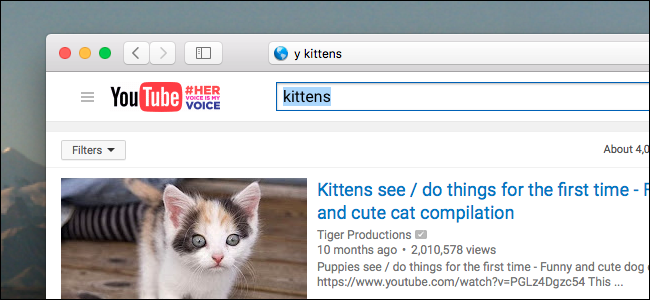 y kittens
YouTube #HER VOICE IS MY VOICE
kittens
Filters
About 4,0
Kittens see / do things for the first time - F
and cute cat compilation
Tiger Productions
10 months ago • 2,010,578 views
Puppies see / do things for the first time - Funny and cute dog
https://www.youtube.com/watch?v=PGLz4Dgzc54 This ...